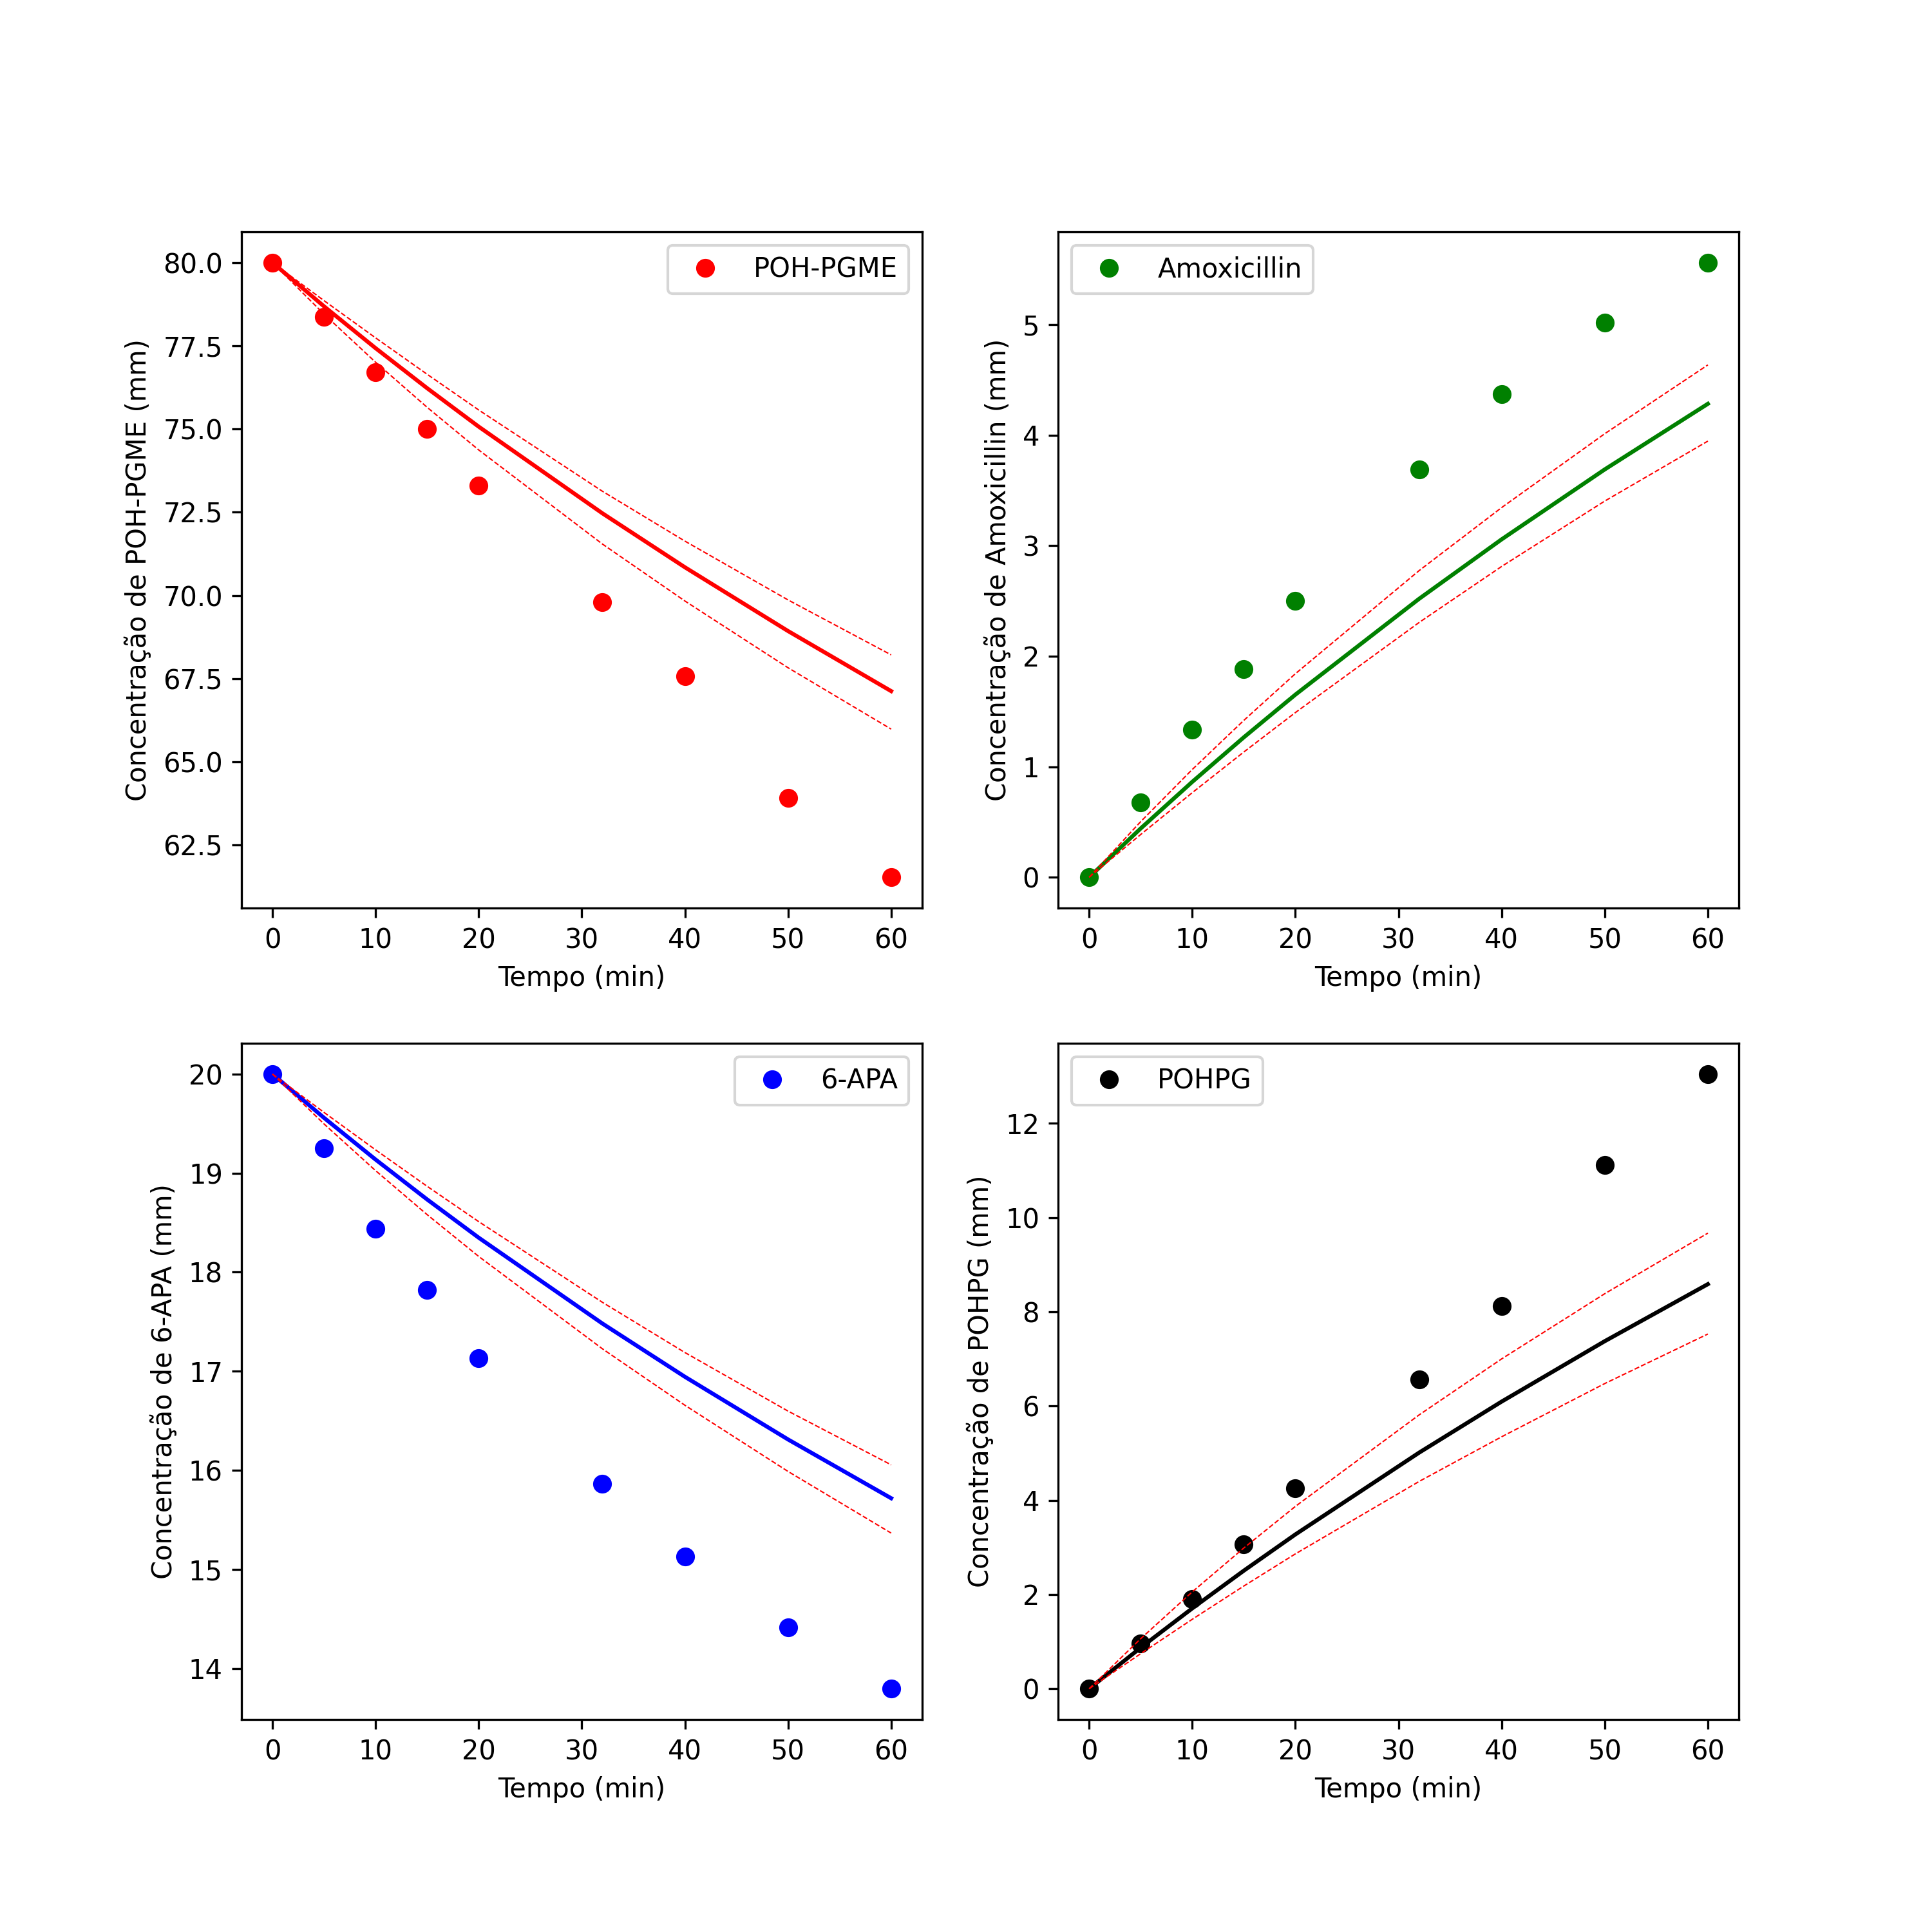 POH-PGME
Concentração de POH-PGME (mm)
80.0
77.5
75.0
72.5
70.0
67.5
65.0
62.5
0 10 20 30 40 50 60
Tempo (min)
Amoxicillin
Concentração de Amoxicillin (mm)
5
4
3
2
1
0
0 10 20 30 40 50 60
Tempo (min)
6-APA
Concentração de 6-APA (mm)
20
19
18
17
16
15
14
0 10 20 30 40 50 60
Tempo (min)
POHPG
Concentração de POHPG (mm)
12
10
8
6
4
2
0
0 10 20 30 40 50 60
Tempo (min)